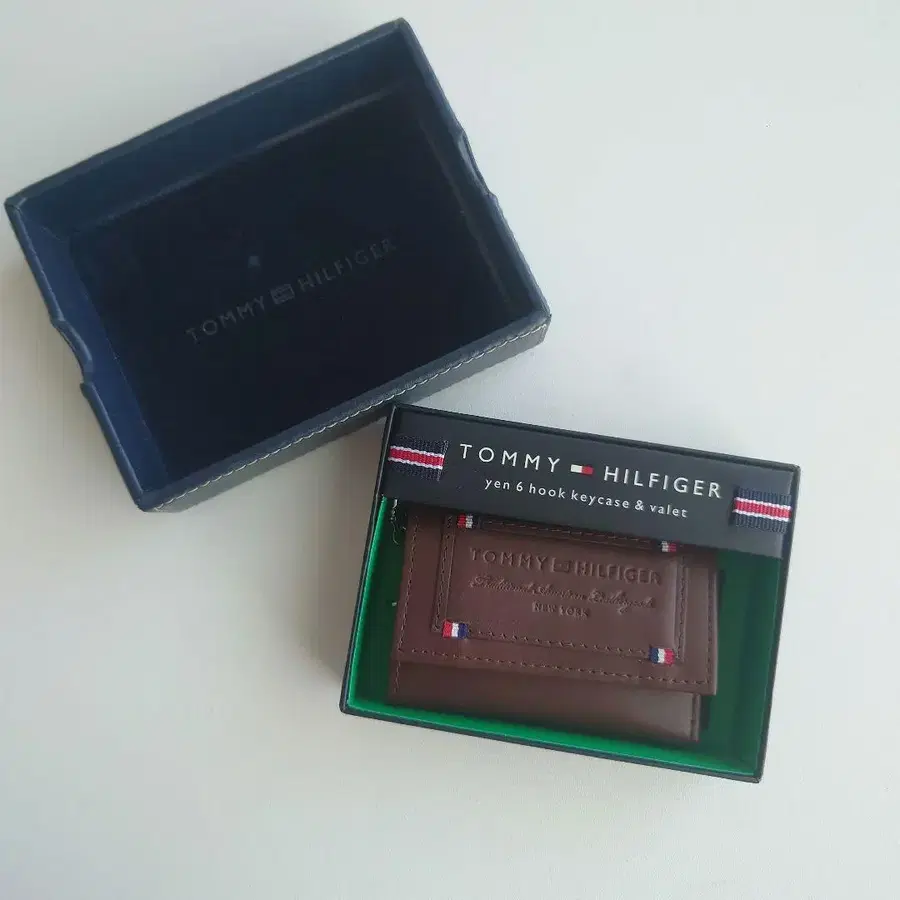 TOMMY HILFIGER
TOMMY HILFIGER
yen 6 hook keycase & valet
TOMMY HILFIGER
NEW YORK